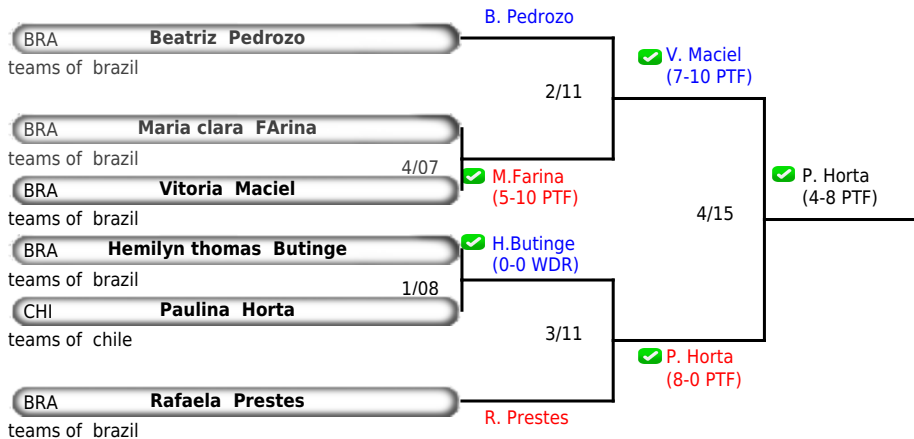 B. Pedrozo
BRA Beatriz Pedrozo
teams of brazil
V. Maciel
(7-10 PTF)
2/11
BRA Maria clara FArina
teams of brazil
4/07
M.Farina
(5-10 PTF)
BRA Vitoria Maciel
teams of brazil
P. Horta
(4-8 PTF)
4/15
BRA Hemilyn thomas Butinge
teams of brazil
H.Butinge
(0-0 WDR)
1/08
CHI Paulina Horta
teams of chile
3/11
P. Horta
(8-0 PTF)
BRA Rafaela Prestes
teams of brazil
R. Prestes